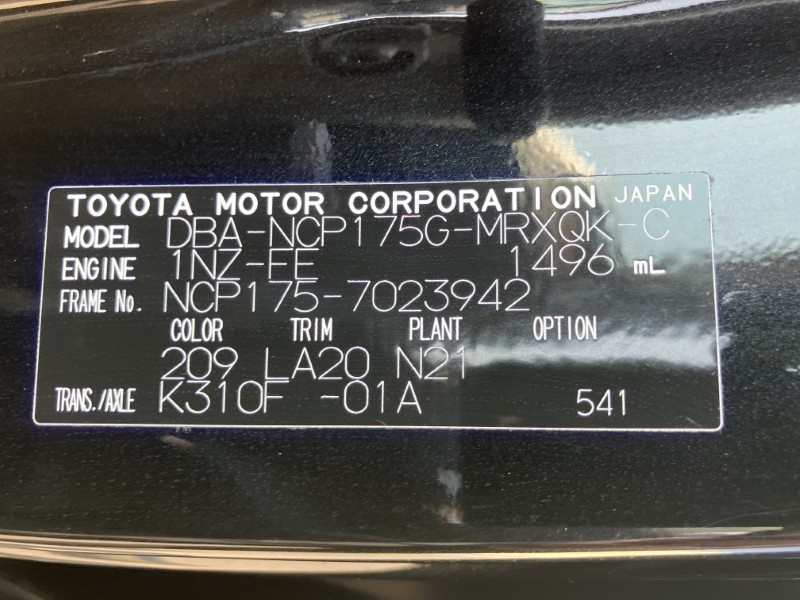 TOYOTA MOTOR CORPORATION JAPAN
MODEL DBA-NCP175G-MRXQK-C
ENGINE 1NZ-FE 1496 mL
FRAME No. NCP175-7023942
COLOR TRIM PLANT OPTION
209 LA20 N21
TRANS./AXLE K310F -01A 541